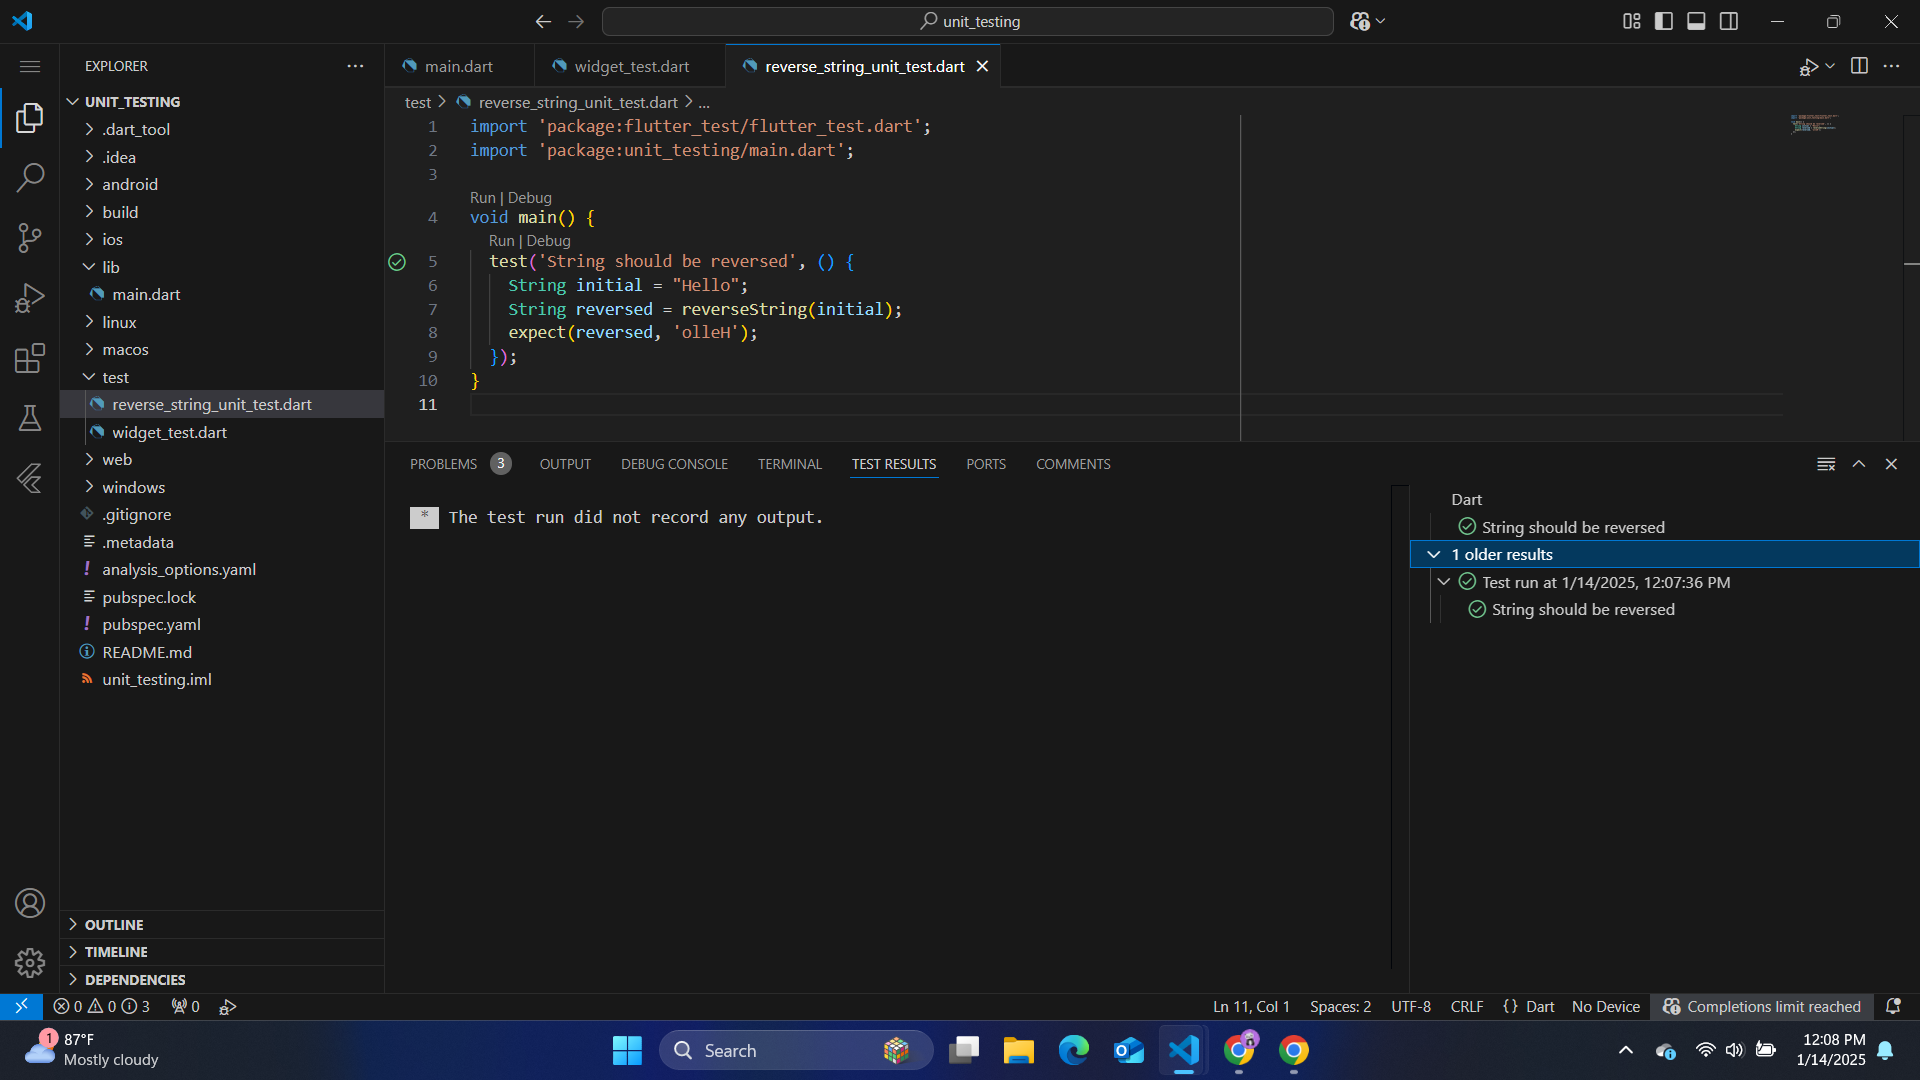 unit_testing
EXPLORER
UNIT_TESTING
.dart_tool
.idea
android
build
ios
lib
main.dart
linux
macos
test
reverse_string_unit_test.dart
widget_test.dart
web
windows
.gitignore
.metadata
! analysis_options.yaml
pubspec.lock
! pubspec.yaml
README.md
unit_testing.iml
OUTLINE
TIMELINE
DEPENDENCIES
main.dart
widget_test.dart
reverse_string_unit_test.dart
test > reverse_string_unit_test.dart > ...
1 import 'package:flutter_test/flutter_test.dart';
2 import 'package:unit_testing/main.dart';
3
Run | Debug
4 void main() {
Run | Debug
5 test('String should be reversed', () {
6 String initial = "Hello";
7 String reversed = reverseString(initial);
8 expect(reversed, 'olleH');
9 });
10 }
11
PROBLEMS 3 OUTPUT DEBUG CONSOLE TERMINAL TEST RESULTS PORTS COMMENTS
* The test run did not record any output.
Dart
String should be reversed
1 older results
Test run at 1/14/2025, 12:07:36 PM
String should be reversed
0 0 3 0
Ln 11, Col 1 Spaces: 2 UTF-8 CRLF {} Dart No Device Completions limit reached
1
87°F
Mostly cloudy
Search
12:08 PM
1/14/2025